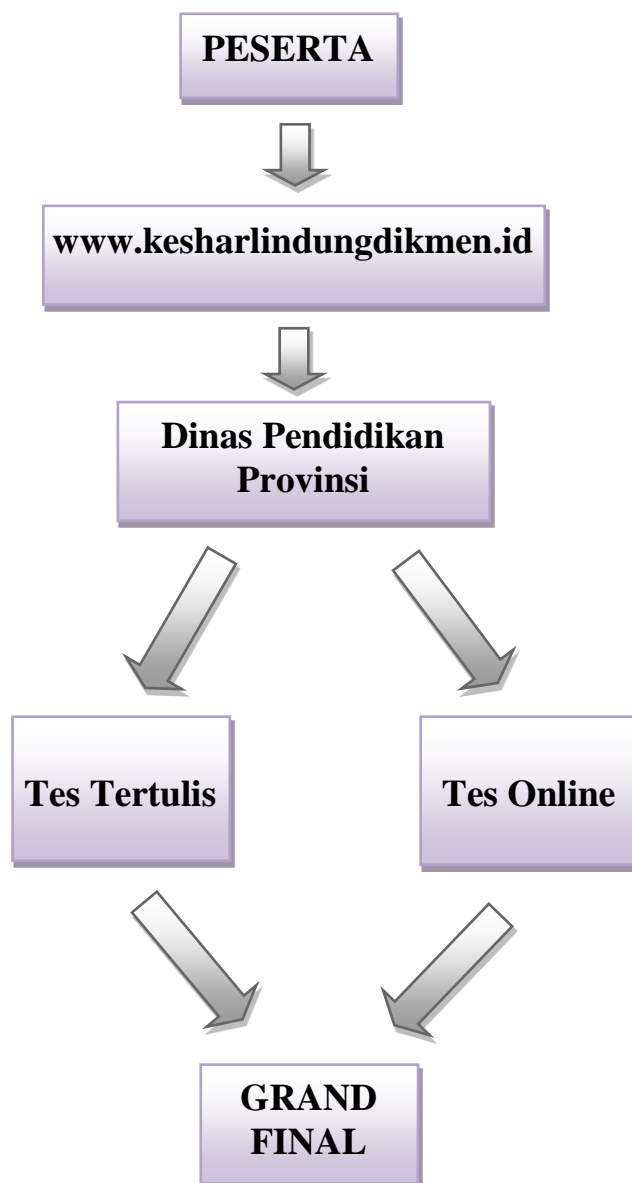 PESERTA
www.kesharlindungdikmen.id
Dinas Pendidikan
Provinsi
Tes Tertulis
Tes Online
GRAND
FINAL